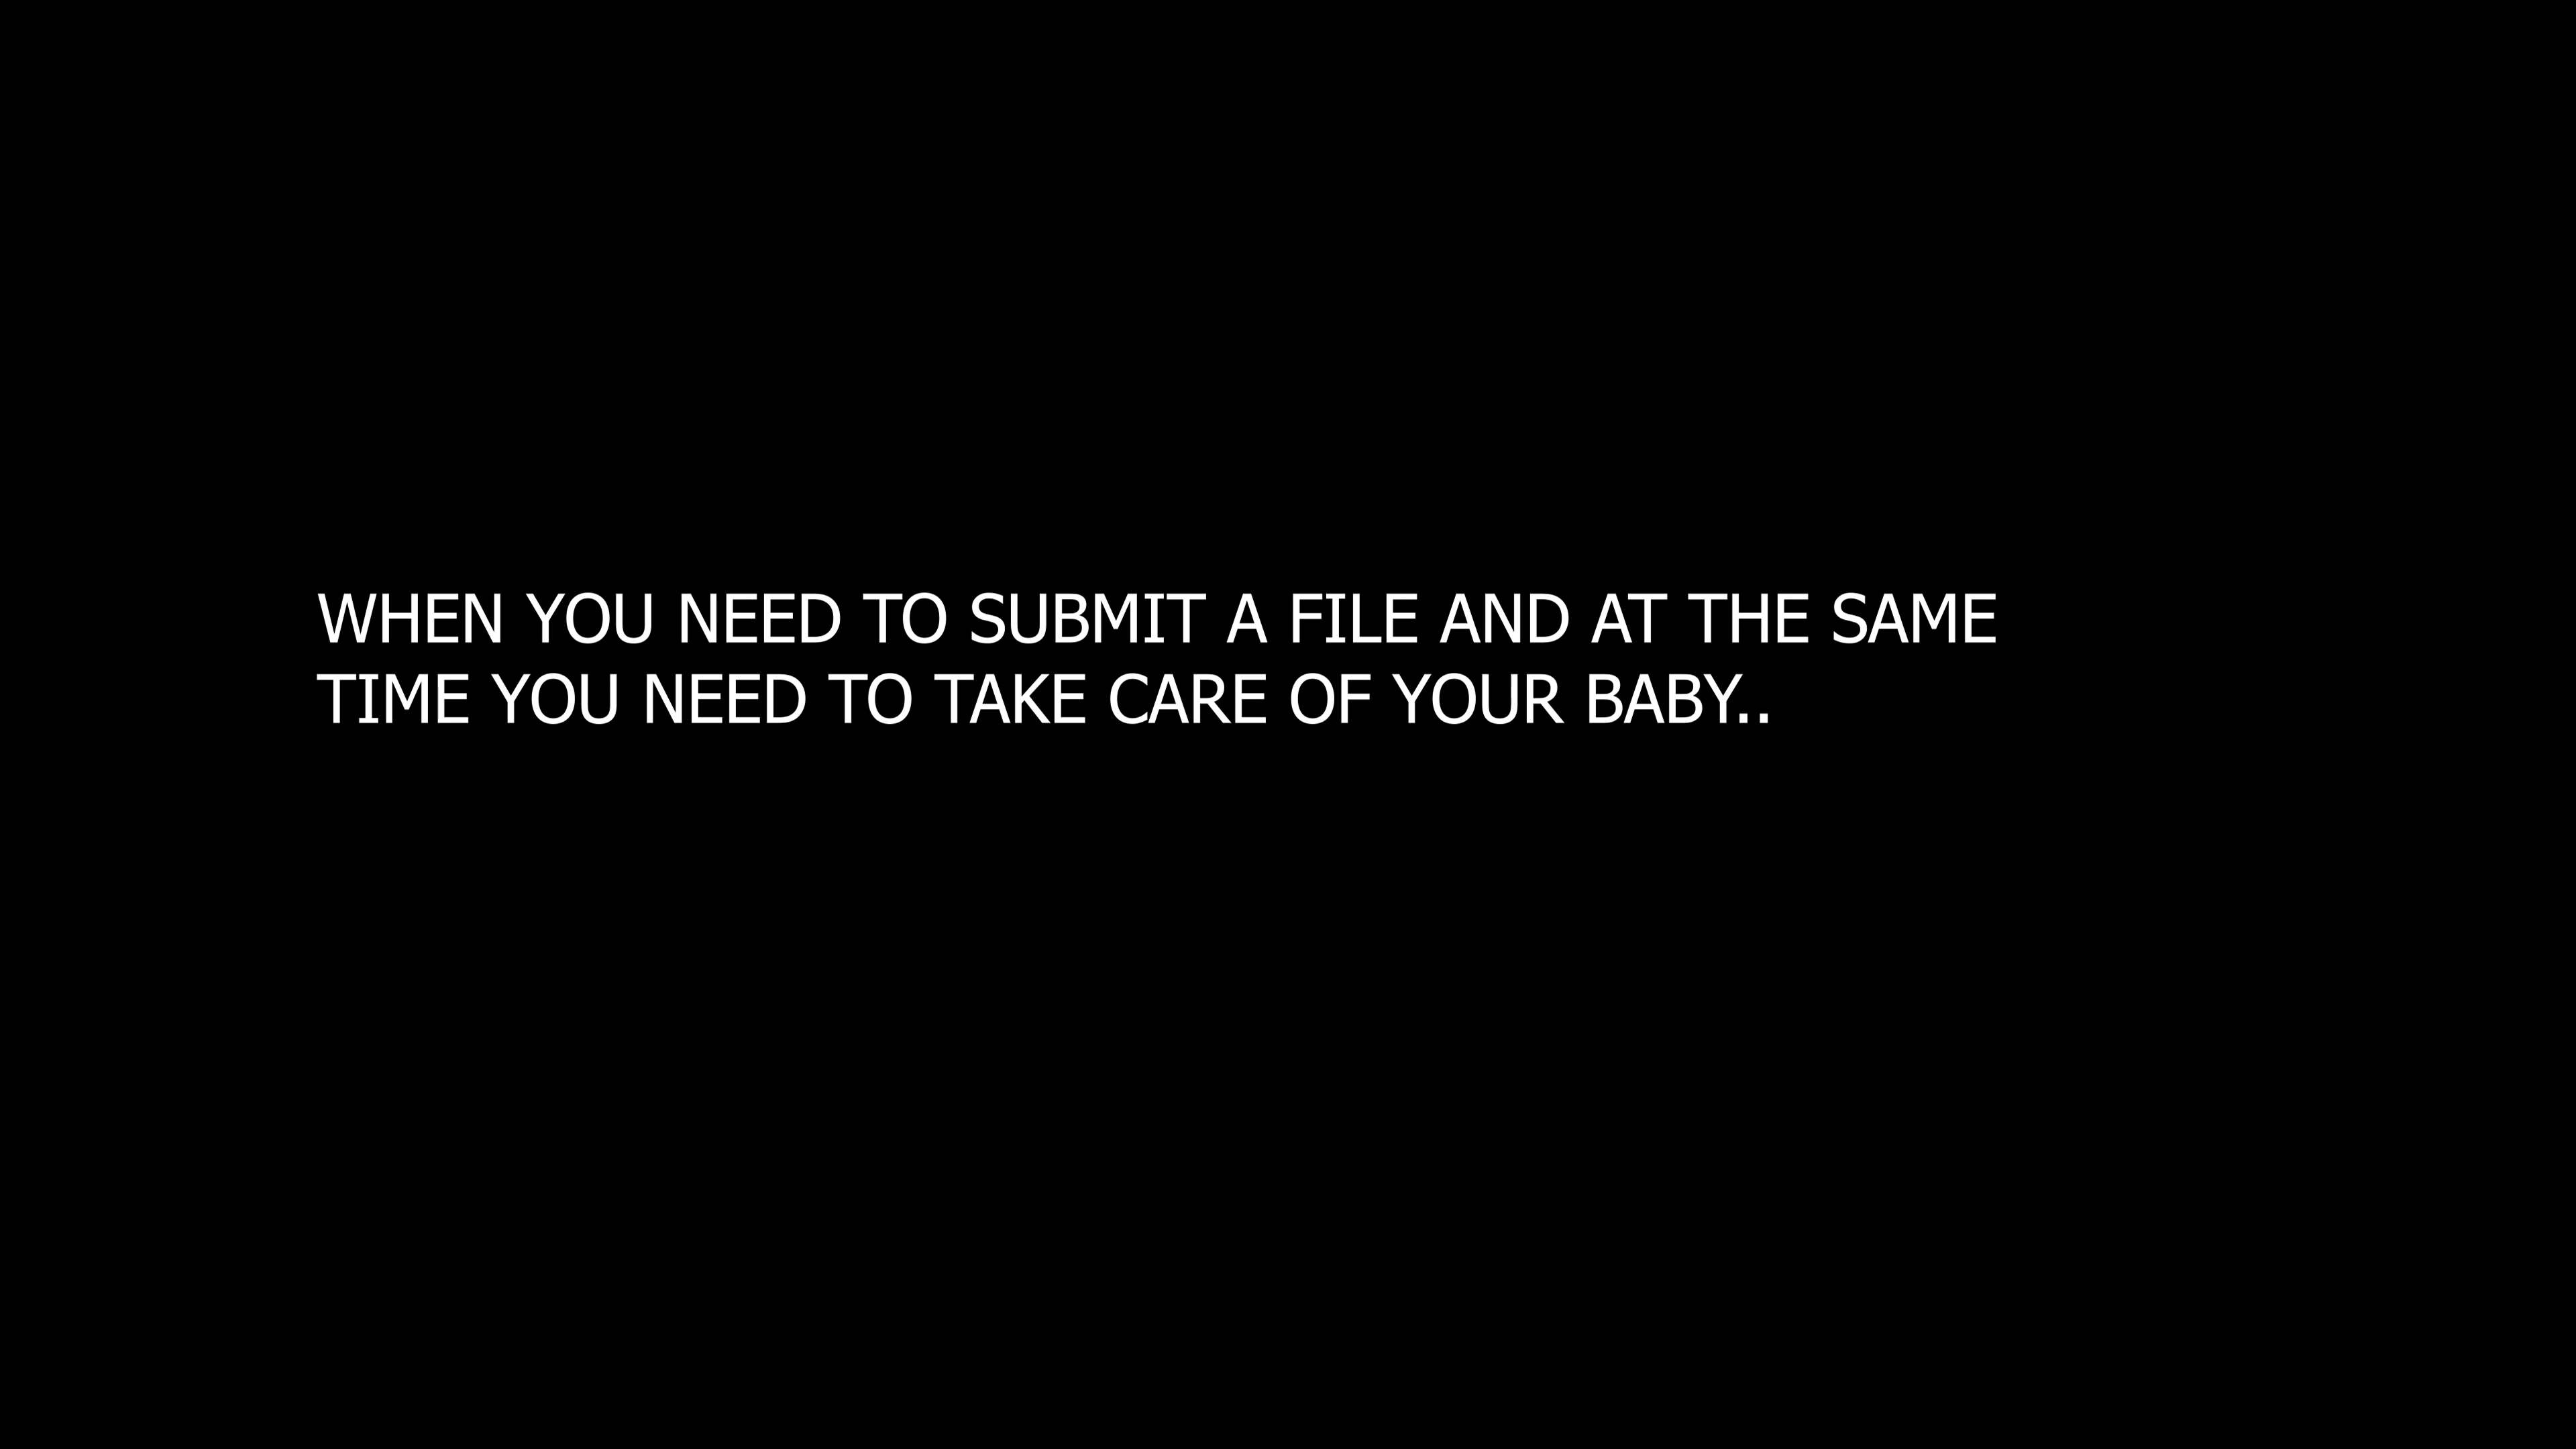 WHEN YOU NEED TO SUBMIT A FILE AND AT THE SAME
TIME YOU NEED TO TAKE CARE OF YOUR BABY..